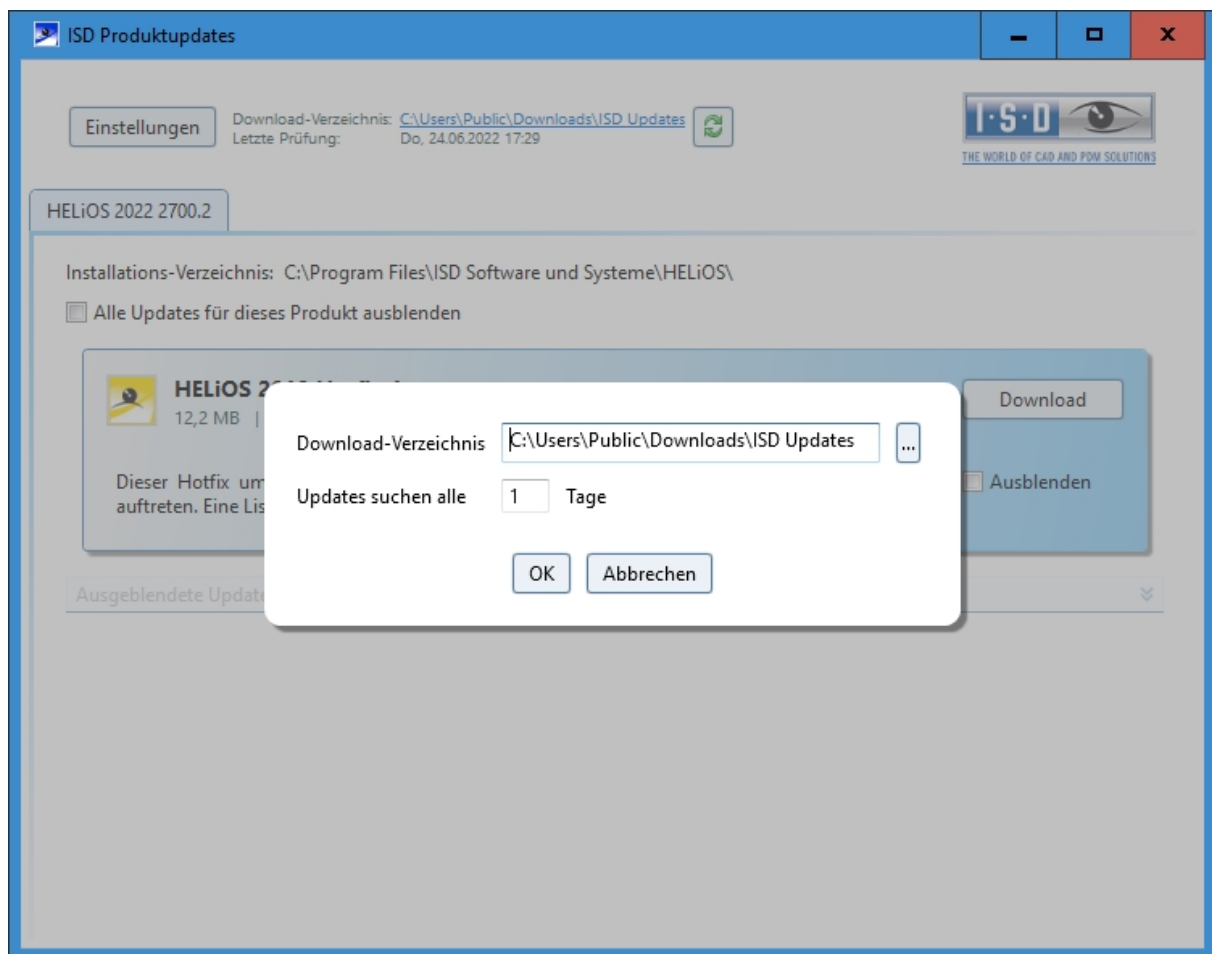 ISD Produktupdates
Einstellungen
Download-Verzeichnis: C:\Users\Public\Downloads\ISD Updates
Letzte Prüfung: Do, 24.06.2022 17:29
I·S·D
THE WORLD OF CAD AND PDM SOLUTIONS
HELiOS 2022 2700.2
Installations-Verzeichnis: C:\Program Files\ISD Software und Systeme\HELiOS\
Alle Updates für dieses Produkt ausblenden
HELiOS
12,2 MB |
Download
Dieser Hotfix um
auftreten. Eine Lis
Ausblenden
Ausgeblendete Update
Download-Verzeichnis C:\Users\Public\Downloads\ISD Updates ...
Updates suchen alle 1 Tage
OK Abbrechen